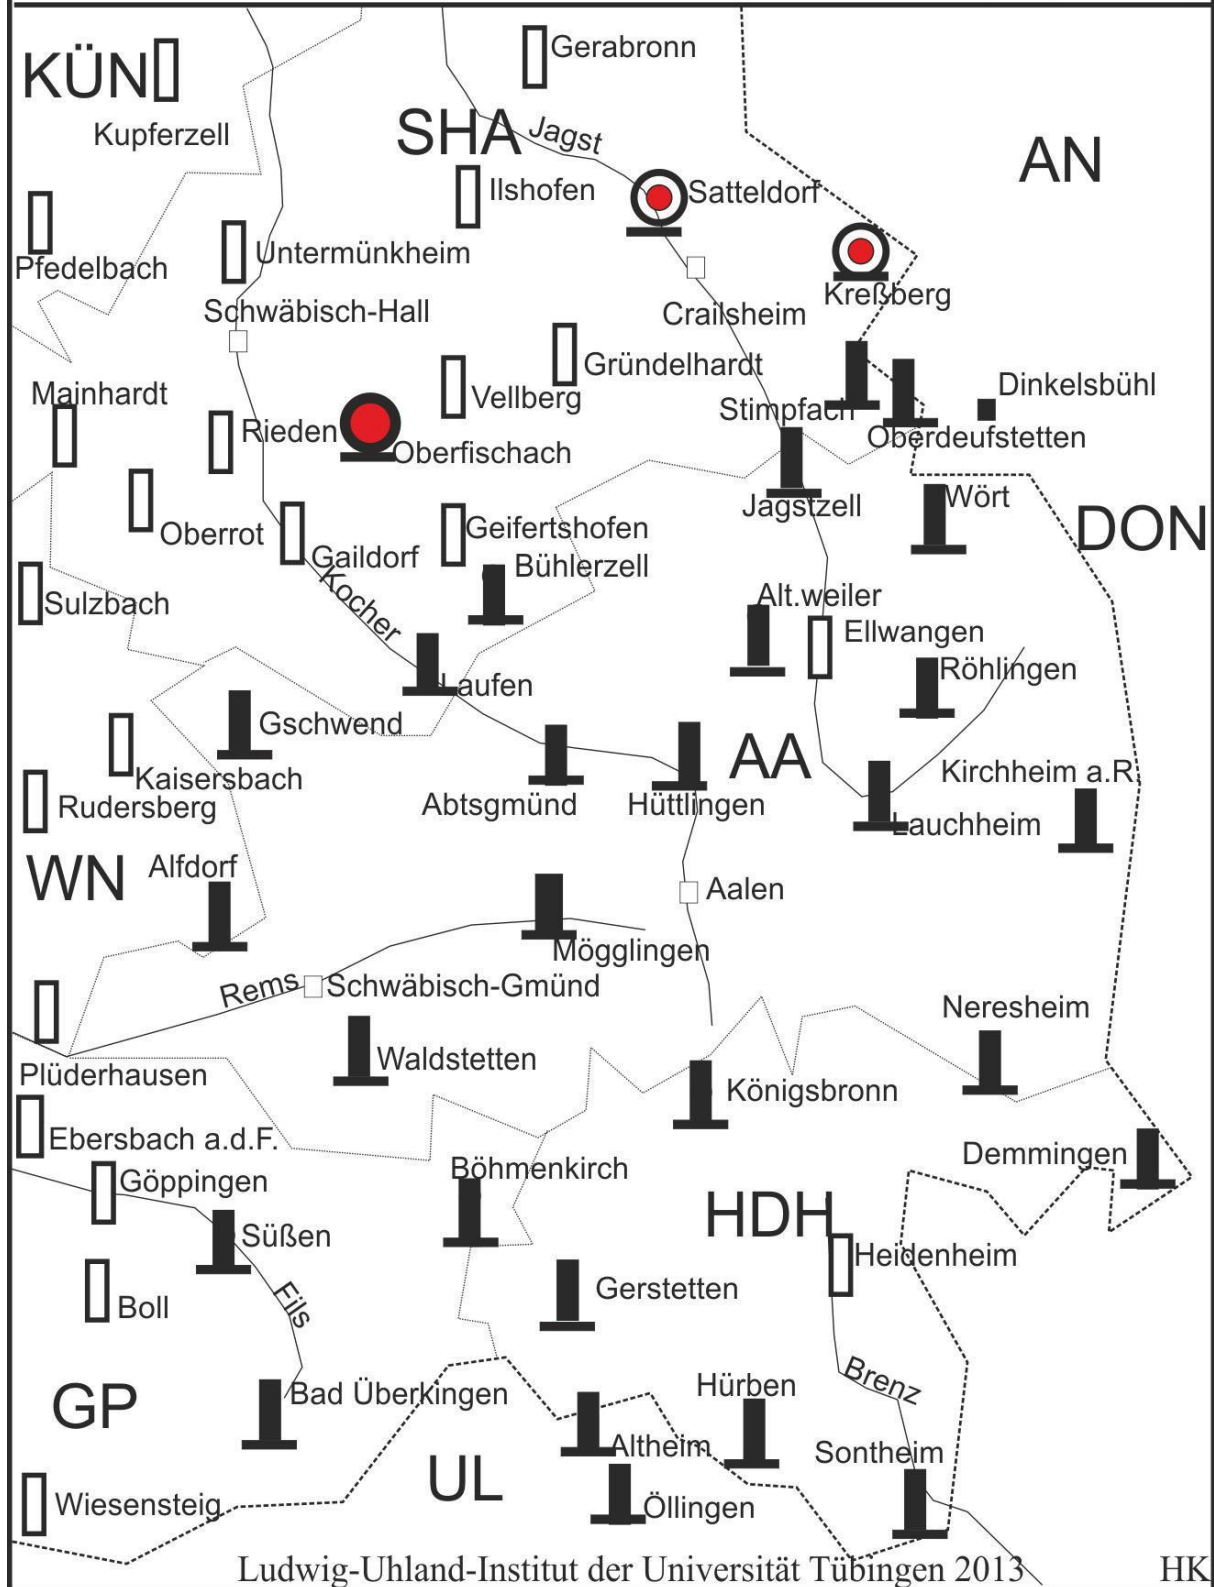 Gerabronn
KÜN
Kupferzell
SHA
Jagst
AN
Ilshofen
Satteldorf
Untermünkheim
Pfedelbach
Kreßberg
Schwäbisch-Hall
Crailsheim
Gründelhardt
Mainhardt
Vellberg
Dinkelsbühl
Stimpfach
Rieden
Oberdeufstetten
Oberfischach
Wört
Jagstzell
Oberrot
Geifertshofen
DON
Gaildorf
Bühlerzell
Kocher
Sulzbach
Alt.weiler
Ellwangen
Röhlingen
Laufen
Gschwend
AA
Kaisersbach
Kirchheim a.R.
Rudersberg
Abtsgmünd
Hüttlingen
Lauchheim
WN
Alfdorf
Aalen
Mögglingen
Rems
Schwäbisch-Gmünd
Neresheim
Waldstetten
Plüderhausen
Königsbronn
Ebersbach a.d.F.
Demmingen
Böhmenkirch
Göppingen
HDH
Süßen
Heidenheim
Gerstetten
Boll
Fils
Brenz
Hürben
Bad Überkingen
GP
Altheim
Sontheim
UL
Wiesensteig
Öllingen
Ludwig-Uhland-Institut der Universität Tübingen 2013
HK